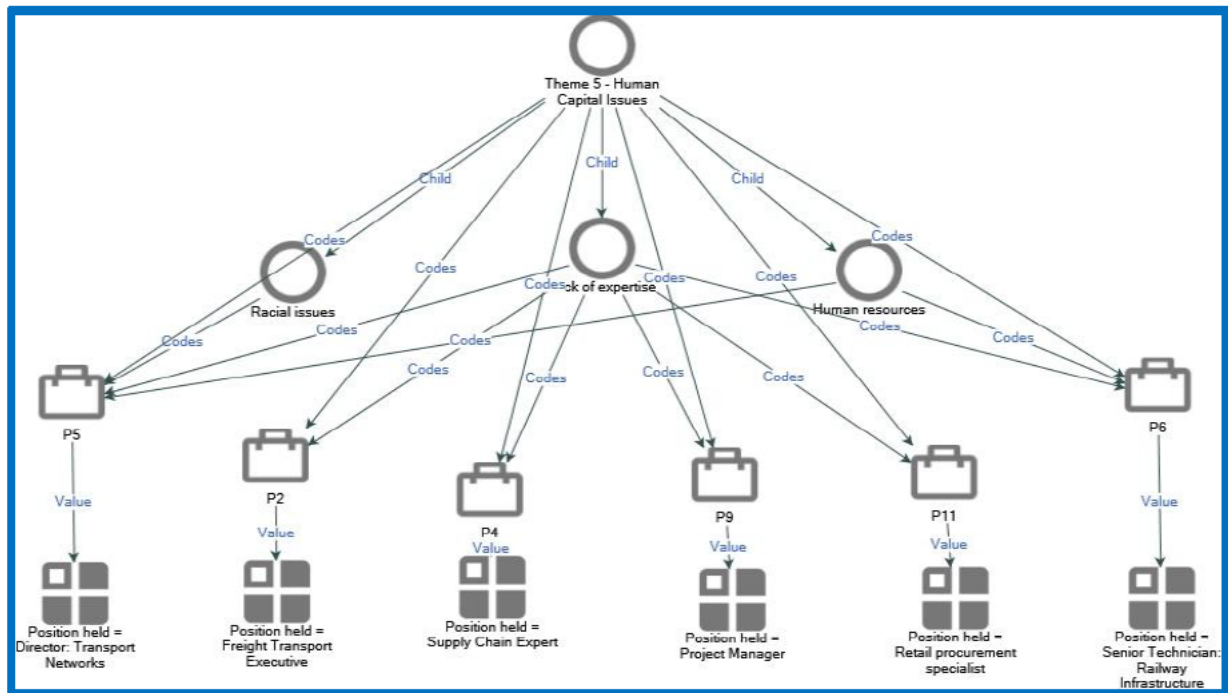 Theme 5 - Human
Capital Issues
Child
Child
Child
Codes
Codes
Codes
Codes
Codes
Codes
Racial issues
of expertise
Human resources
Codes
Codes
Codes
Codes
Codes
Codes
Codes
Codes
Codes
P5
P2
P4
P9
P11
P6
Value
Value
Value
Value
Value
Value
Position held =
Director: Transport
Networks
Position held =
Freight Transport
Executive
Position held =
Supply Chain Expert
Position held =
Project Manager
Position held =
Retail procurement
specialist
Position held =
Senior Technician:
Railway
Infrastructure